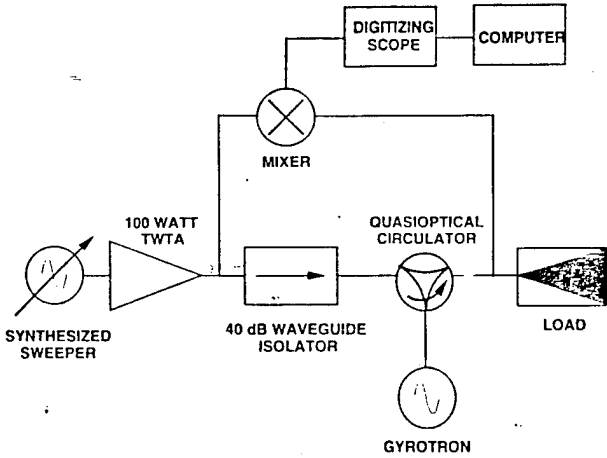 DIGITIZING
SCOPE
COMPUTER
MIXER
100 WATT
TWTA
QUASIOPTICAL
CIRCULATOR
SYNTHESIZED
SWEEPER
40 dB WAVEGUIDE
ISOLATOR
LOAD
GYROTRON